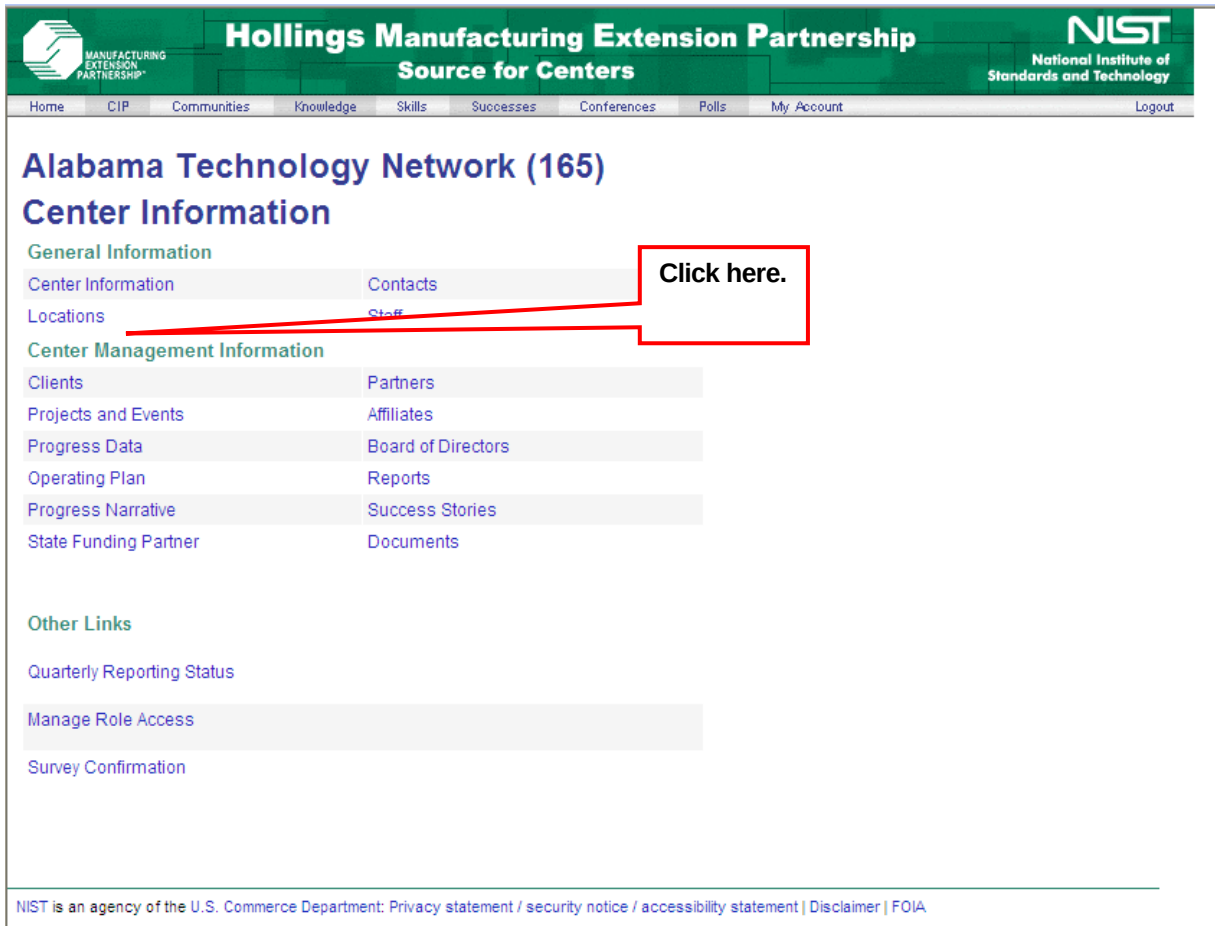 MANUFACTURING
EXTENSION
PARTNERSHIP
Hollings Manufacturing Extension Partnership
Source for Centers
NIST
National Institute of
Standards and Technology
Home CIP Communities Knowledge Skills Successes Conferences Polls My Account Logout
Alabama Technology Network (165)
Center Information
General Information
Click here.
Center Information Contacts
Locations Staff
Center Management Information
Clients Partners
Projects and Events Affiliates
Progress Data Board of Directors
Operating Plan Reports
Progress Narrative Success Stories
State Funding Partner Documents
Other Links
Quarterly Reporting Status
Manage Role Access
Survey Confirmation
NIST is an agency of the U.S. Commerce Department: Privacy statement / security notice / accessibility statement | Disclaimer | FOIA